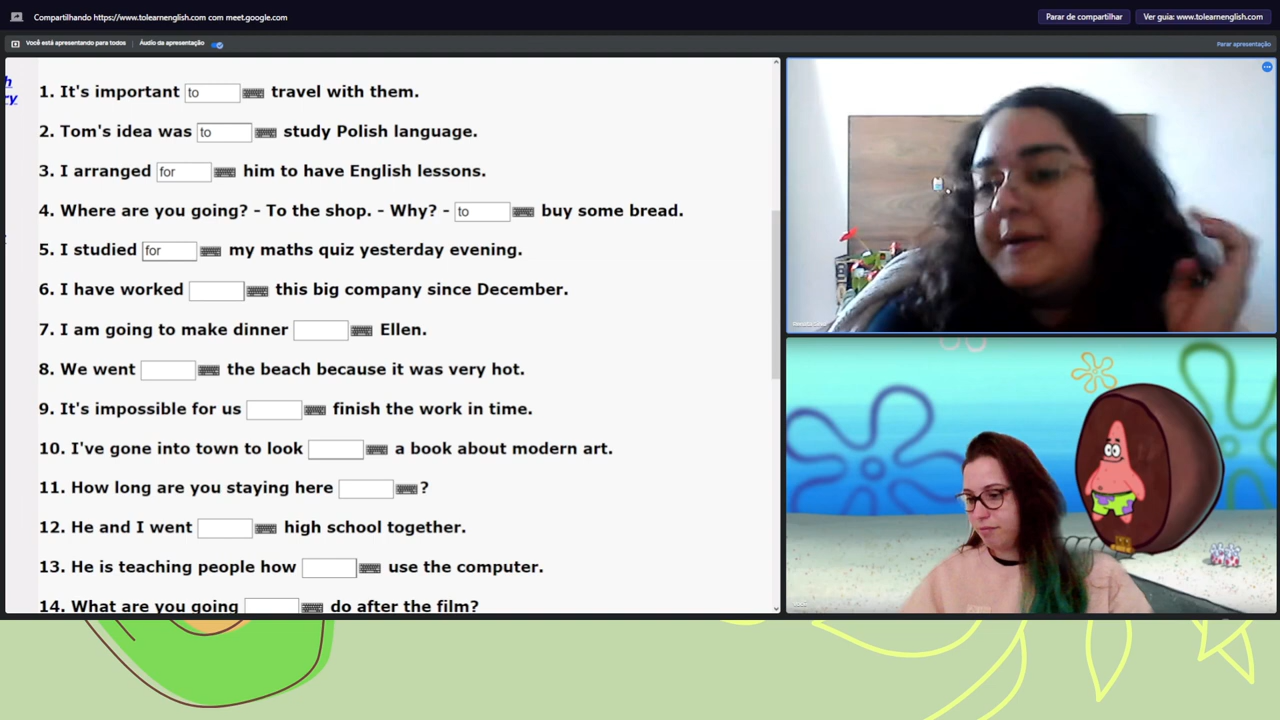 Compartilhando https://www.tolearnenglish.com com meet.google.com
Parar de compartilhar
Ver guia: www.tolearnenglish.com
Você está apresentando para todos
Áudio da apresentação
Parar apresentação
h
ry
1. It's important to travel with them.
2. Tom's idea was to study Polish language.
3. I arranged for him to have English lessons.
4. Where are you going? - To the shop. - Why? - to buy some bread.
5. I studied for my maths quiz yesterday evening.
6. I have worked this big company since December.
7. I am going to make dinner Ellen.
8. We went the beach because it was very hot.
9. It's impossible for us finish the work in time.
10. I've gone into town to look a book about modern art.
11. How long are you staying here ?
12. He and I went high school together.
13. He is teaching people how use the computer.
14. What are you going do after the film?